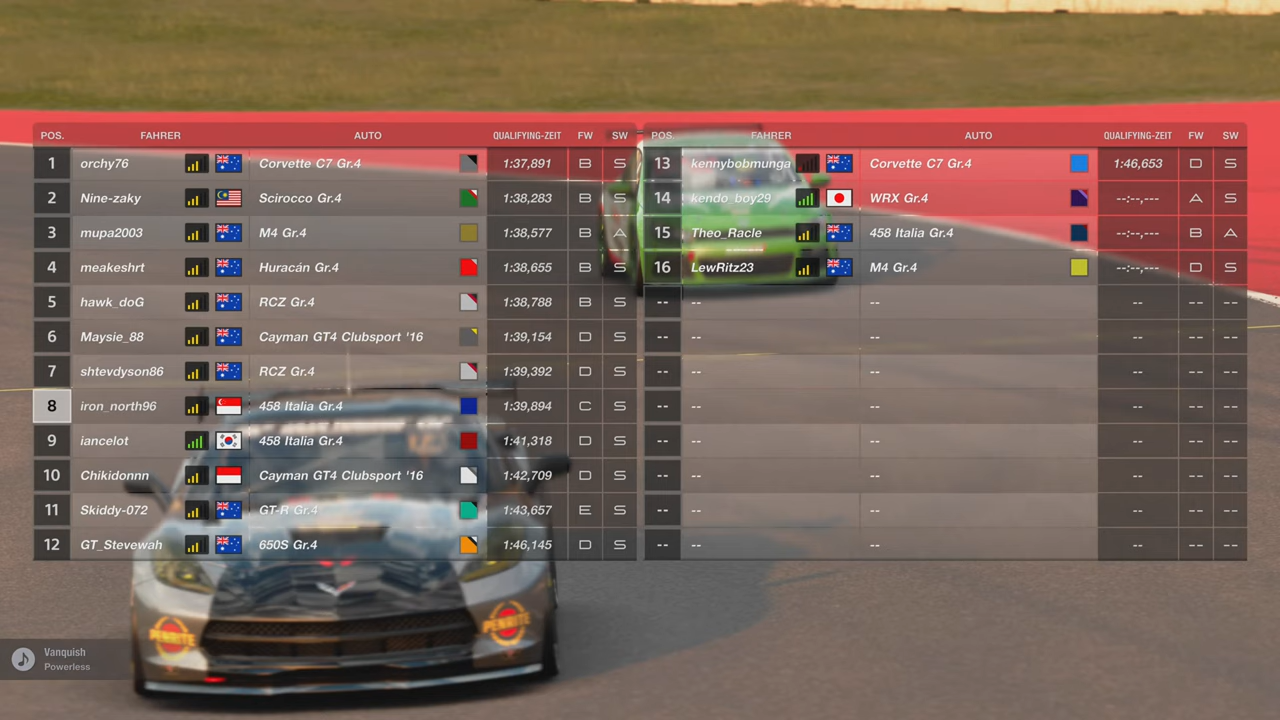 POS. FAHRER AUTO QUALIFYING-ZEIT FW SW
1 orchy76 Corvette C7 Gr.4 1:37,891 B S
2 Nine-zaky Scirocco Gr.4 1:38,283 B S
3 mupa2003 M4 Gr.4 1:38,577 B A
4 meakeshrt Huracán Gr.4 1:38,655 B S
5 hawk_doG RCZ Gr.4 1:38,788 B S
6 Maysie_88 Cayman GT4 Clubsport '16 1:39,154 D S
7 shtevdyson86 RCZ Gr.4 1:39,392 D S
8 iron_north96 458 Italia Gr.4 1:39,894 C S
9 iancelot 458 Italia Gr.4 1:41,318 D S
10 Chikidonnn Cayman GT4 Clubsport '16 1:42,709 D S
11 Skiddy-072 GT-R Gr.4 1:43,657 E S
12 GT_Stevewah 650S Gr.4 1:46,145 D S
POS. FAHRER AUTO QUALIFYING-ZEIT FW SW
13 kennybobmunga Corvette C7 Gr.4 1:46,653 D S
14 kendo_boy29 WRX Gr.4 --:--,--- A S
15 Theo_Racle 458 Italia Gr.4 --:--,--- B A
16 LewRitz23 M4 Gr.4 --:--,--- D S
-- -- -- -- -- --
-- -- -- -- -- --
-- -- -- -- -- --
-- -- -- -- -- --
-- -- -- -- -- --
-- -- -- -- -- --
-- -- -- -- -- --
-- -- -- -- -- --
PENRITE
PENRITE
Vanquish
Powerless